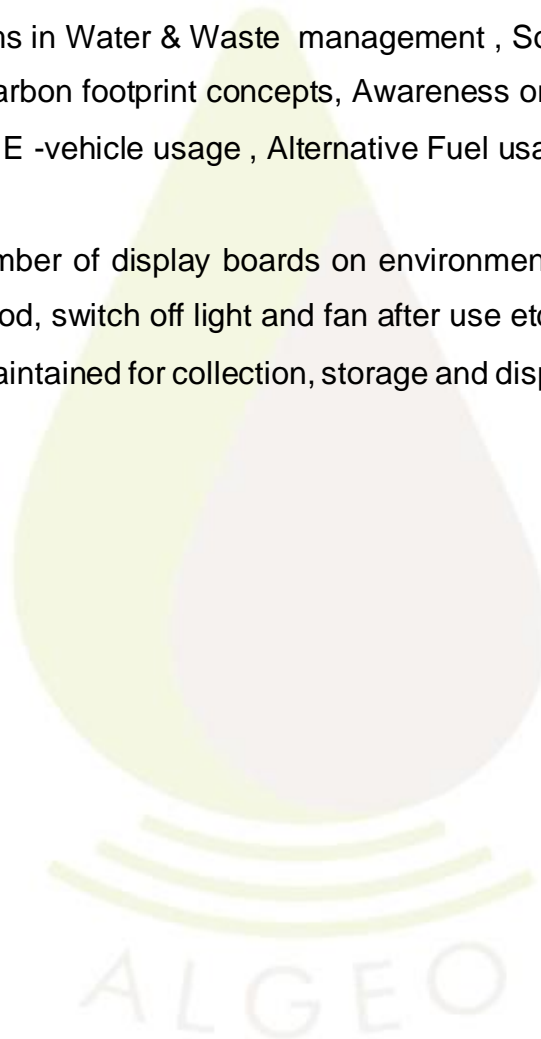 ns in Water & Waste management , So
arbon footprint concepts, Awareness or
E -vehicle usage , Alternative Fuel usa
mber of display boards on environmen
od, switch off light and fan after use etc
aintained for collection, storage and disp
ALGEO